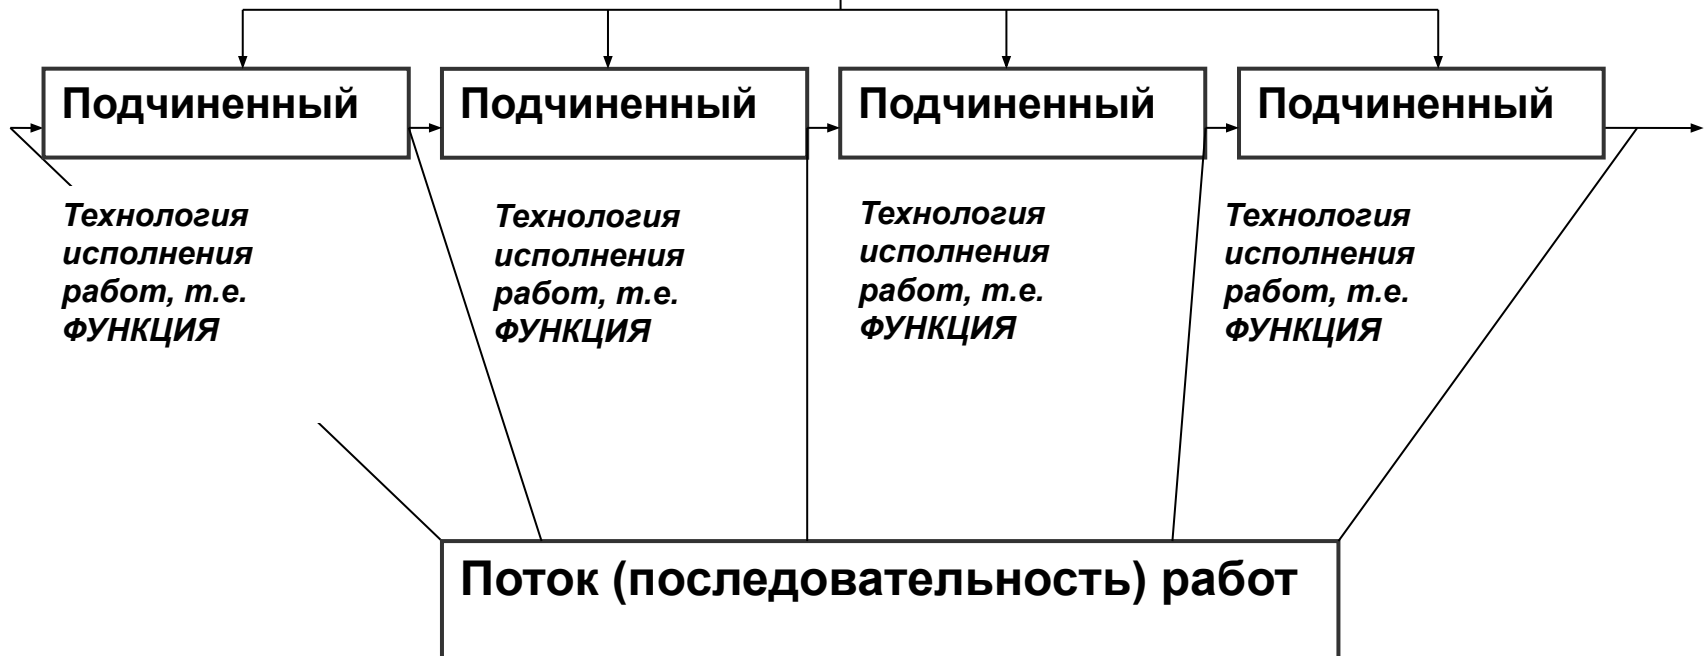 Подчиненный
Подчиненный
Подчиненный
Подчиненный
Технология
исполнения
работ, т.е.
ФУНКЦИЯ
Технология
исполнения
работ, т.е.
ФУНКЦИЯ
Технология
исполнения
работ, т.е.
ФУНКЦИЯ
Технология
исполнения
работ, т.е.
ФУНКЦИЯ
Поток (последовательность) работ